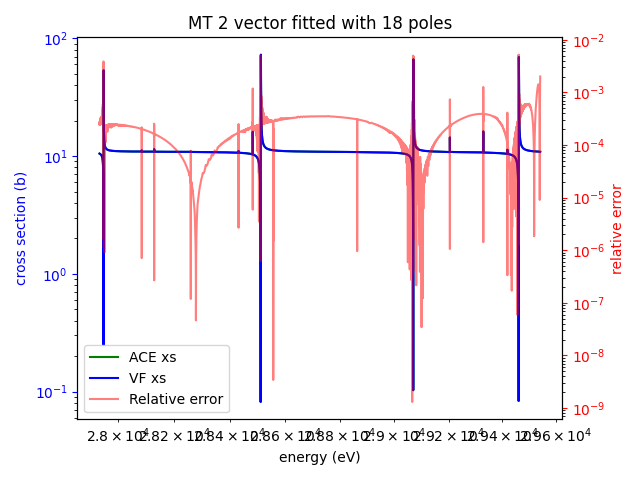 MT 2 vector fitted with 18 poles
10²
10¹
10⁰
10⁻¹
cross section (b)
10⁻²
10⁻³
10⁻⁴
10⁻⁵
10⁻⁶
10⁻⁷
10⁻⁸
10⁻⁹
relative error
ACE xs
VF xs
Relative error
2.8 × 10⁴ 2.82 × 10⁴ 2.84 × 10⁴ 2.86 × 10⁴ 2.88 × 10⁴ 2.9 × 10⁴ 2.92 × 10⁴ 2.94 × 10⁴ 2.96 × 10⁴
energy (eV)